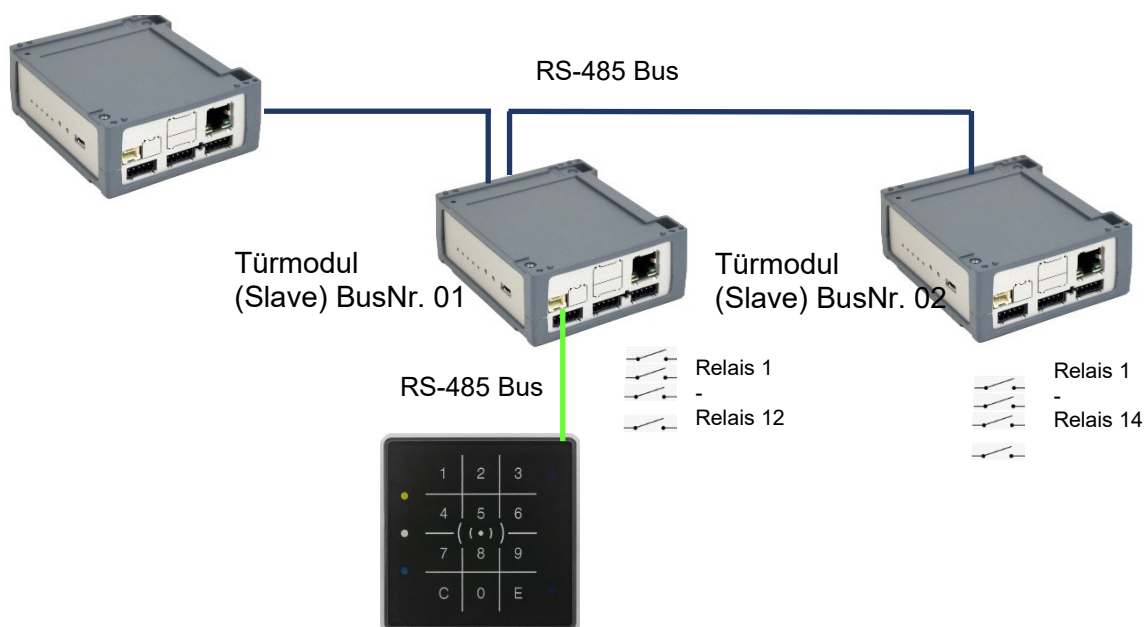 RS-485 Bus
Türmodul
(Slave) BusNr. 01
Türmodul
(Slave) BusNr. 02
RS-485 Bus
Relais 1
-
Relais 12
Relais 1
-
Relais 14
1 2 3
4 5 6
7 8 9
C 0 E